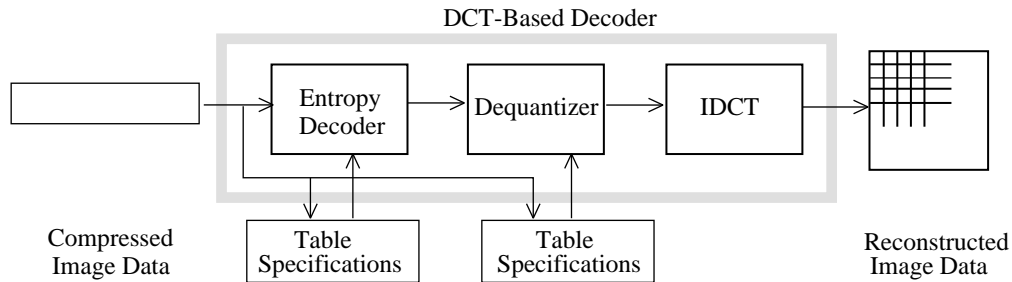 DCT-Based Decoder
Entropy
Decoder
Dequantizer
IDCT
Compressed
Image Data
Table
Specifications
Table
Specifications
Reconstructed
Image Data